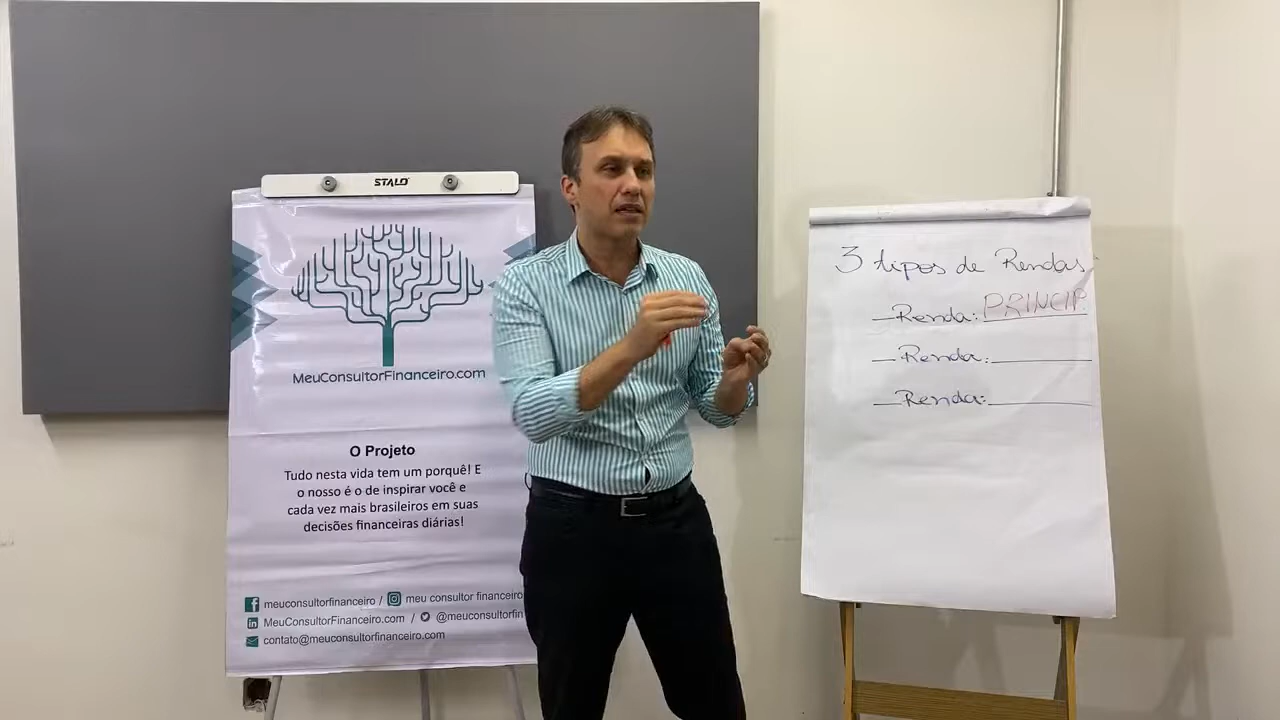 STALO
MeuConsultorFinanceiro.com
O Projeto
Tudo nesta vida tem um porquê! E
o nosso é o de inspirar você e
cada vez mais brasileiros em suas
decisões financeiras diárias!
meuconsultorfinanceiro / meu consultor financeiro
MeuConsultorFinanceiro.com / @meuconsultorfin
contato@meuconsultorfinanceiro.com
3 tipos de Rendas
Renda: PRINCIP
Renda:
Renda: